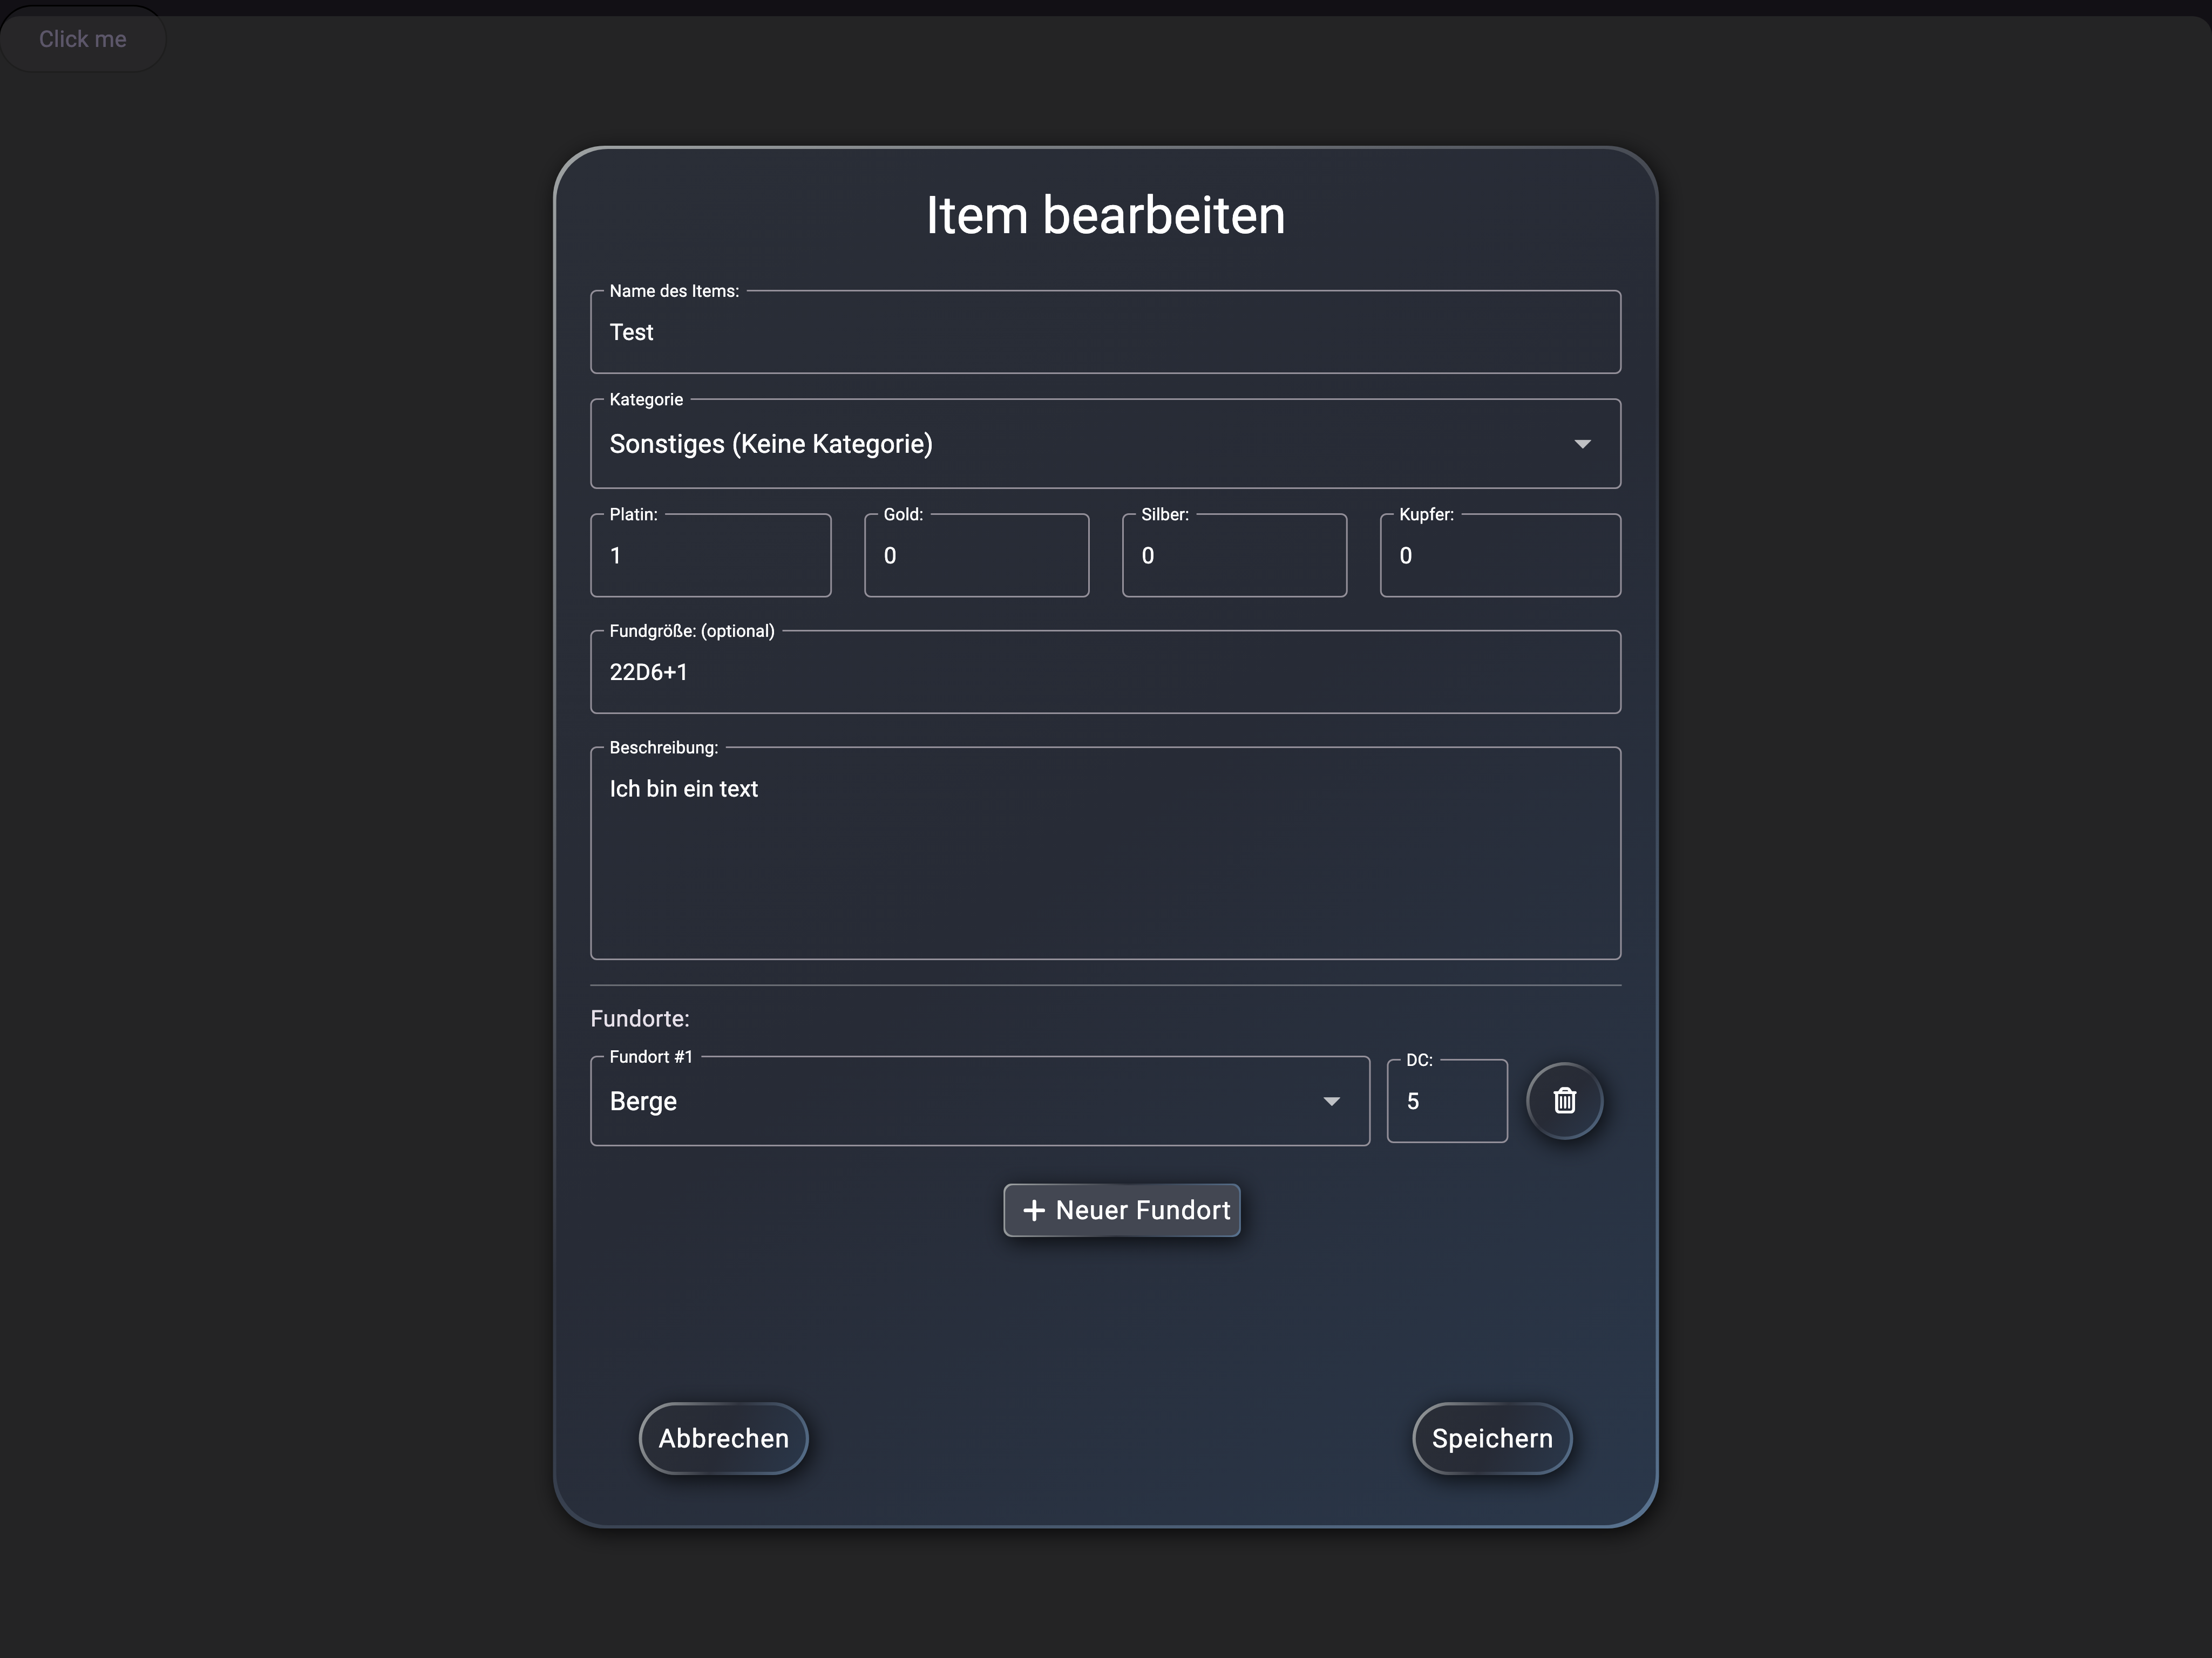 Click me
Item bearbeiten
Name des Items:
Test
Kategorie
Sonstiges (Keine Kategorie)
Platin: Gold: Silber: Kupfer:
1 0 0 0
Fundgröße: (optional)
22D6+1
Beschreibung:
Ich bin ein text
Fundorte:
Fundort #1 DC:
Berge 5
+ Neuer Fundort
Abbrechen Speichern